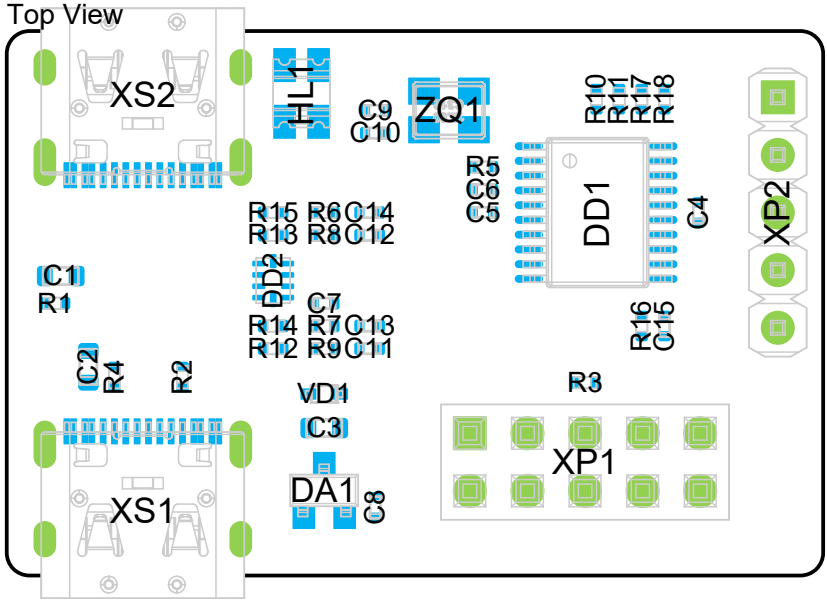 Top View
XS2
HL1
C9
C10
ZQ1
R10
R11
R17
R18
R5
C6
C5
DD1
C4
XP2
R15 R6 C14
R13 R8 C12
DD2
C1
R1
C7
R14 R7 C13
R12 R9 C11
R16
C15
C2
R4
R2
VD1
R3
C3
XP1
DA1
C8
XS1